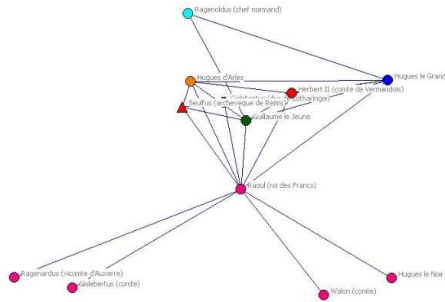 Ragenoldus (chef normand)
Hugues d'Arles
Hugues le Grand
Herbert II (comte de Vermandois)
Seulfus (archeveque de Reims)
Guillaume le Jeune
Raoul (roi des Francs)
Ragenardus (vicomte d'Auxerre)
Gislebertus (comte)
Hugues le Noir
Walon (comte)